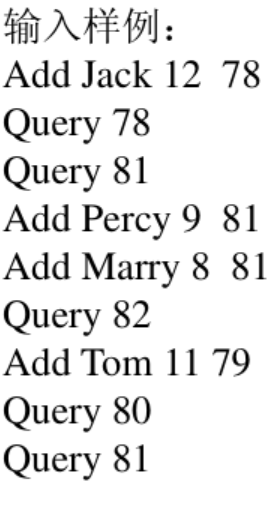 输入样例：
Add Jack 12  78
Query 78
Query 81
Add Percy 9  81
Add Marry 8  81
Query 82
Add Tom 11 79
Query 80
Query 81